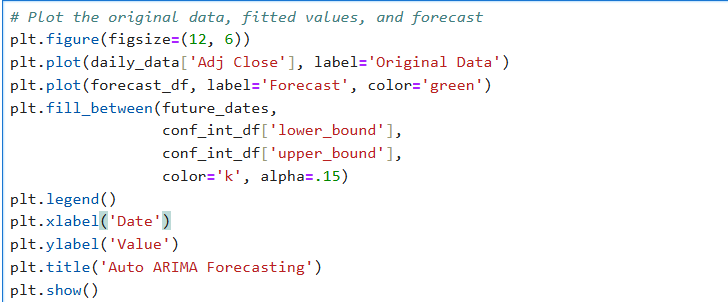 # Plot the original data, fitted values, and forecast
plt.figure(figsize=(12, 6))
plt.plot(daily_data['Adj Close'], label='Original Data')
plt.plot(forecast_df, label='Forecast', color='green')
plt.fill_between(future_dates,
                 conf_int_df['lower_bound'],
                 conf_int_df['upper_bound'],
                 color='k', alpha=.15)
plt.legend()
plt.xlabel('Date')
plt.ylabel('Value')
plt.title('Auto ARIMA Forecasting')
plt.show()